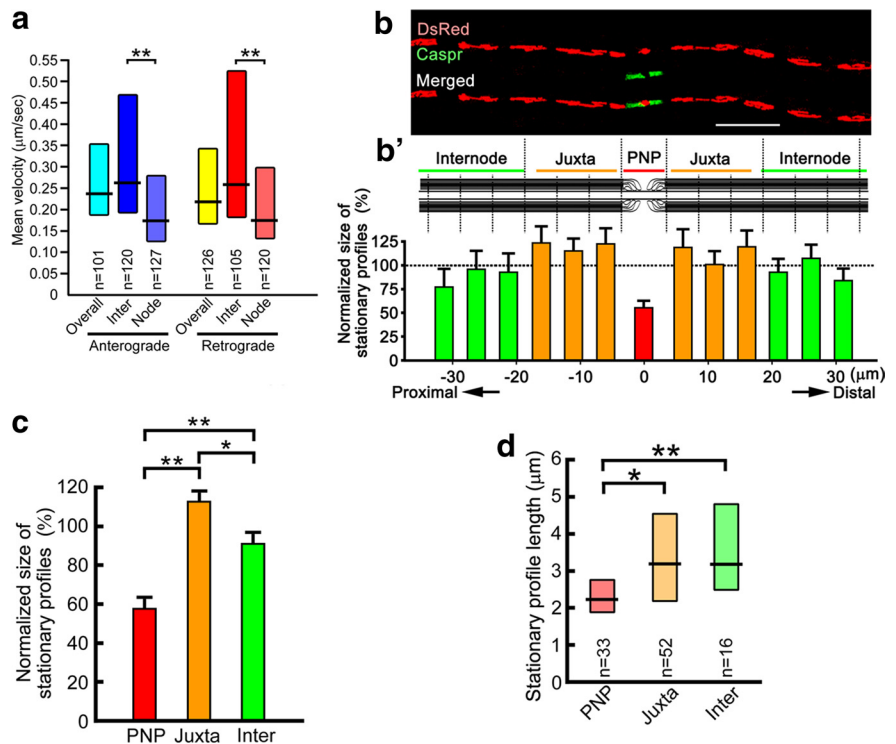 a
**
**
0.55
0.50
0.45
0.40
0.35
0.30
0.25
0.20
0.15
0.10
0.05
0
Mean velocity (μm/sec)
n=101
n=120
n=127
n=126
n=105
n=120
Overall
Inter
Node
Overall
Inter
Node
Anterograde
Retrograde
b
DsRed
Caspr
Merged
b'
Internode
Juxta
PNP
Juxta
Internode
Normalized size of
stationary profiles (%)
125
100
75
50
25
0
-30
-20
-10
0
10
20
30
(μm)
Proximal
Distal
c
**
**
*
Normalized size of
stationary profiles (%)
120
100
80
60
40
20
0
PNP
Juxta
Inter
d
**
*
Stationary profile length (μm)
6
5
4
3
2
1
0
n=33
n=52
n=16
PNP
Juxta
Inter